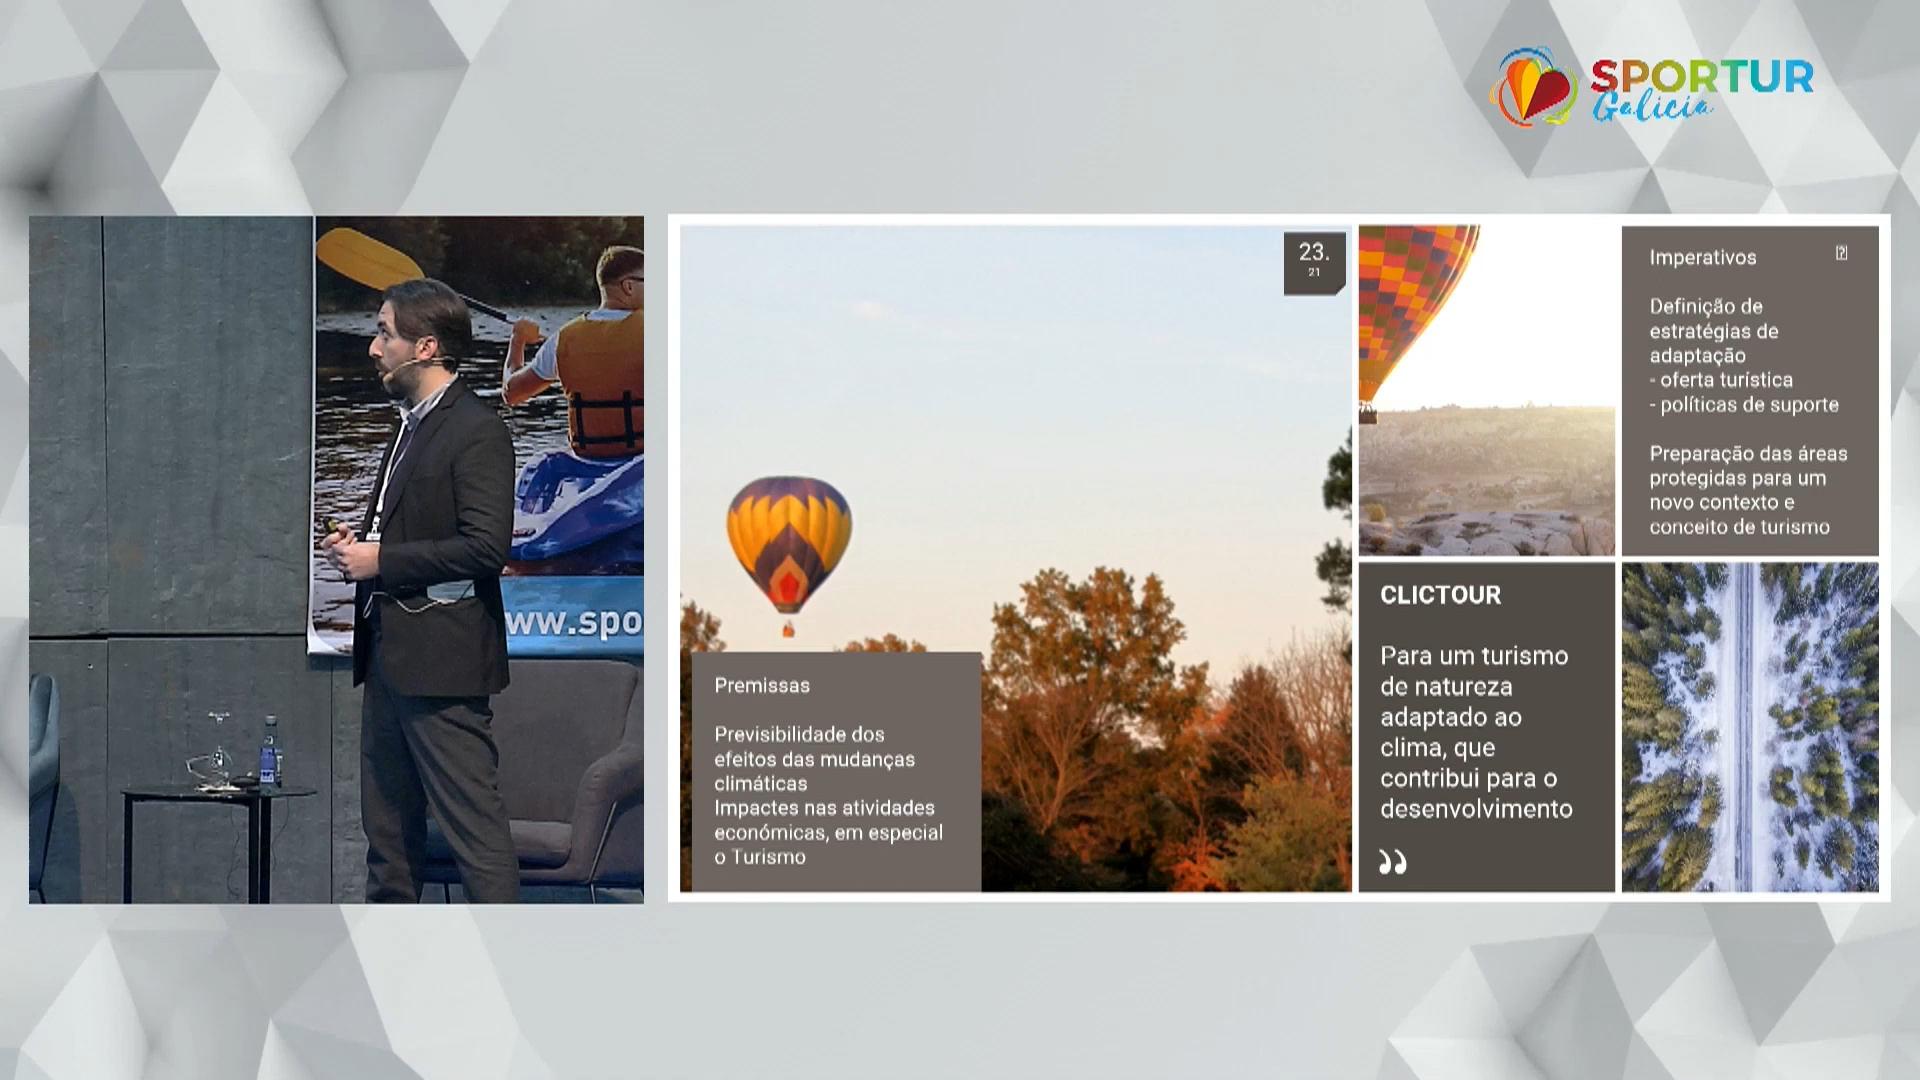 SPORTUR
Galicia
ww.spo
23.
21
Premissas
Previsibilidade dos
efeitos das mudanças
climáticas
Impactes nas atividades
económicas, em especial
o Turismo
Imperativos
Definição de
estratégias de
adaptação
- oferta turística
- políticas de suporte
Preparação das áreas
protegidas para um
novo contexto e
conceito de turismo
CLICTOUR
Para um turismo
de natureza
adaptado ao
clima, que
contribui para o
desenvolvimento
”